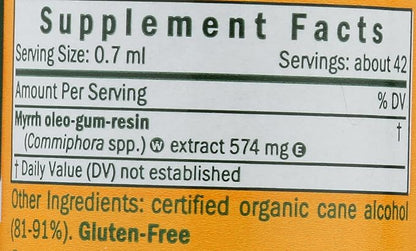 Supplement Facts
Serving Size: 0.7 ml Servings: about 42
Amount Per Serving % DV
Myrrh oleo-gum-resin †
(Commiphora spp.) Ⓦ extract 574 mg Ⓔ
† Daily Value (DV) not established
Other Ingredients: certified organic cane alcohol
(81-91%). Gluten-Free